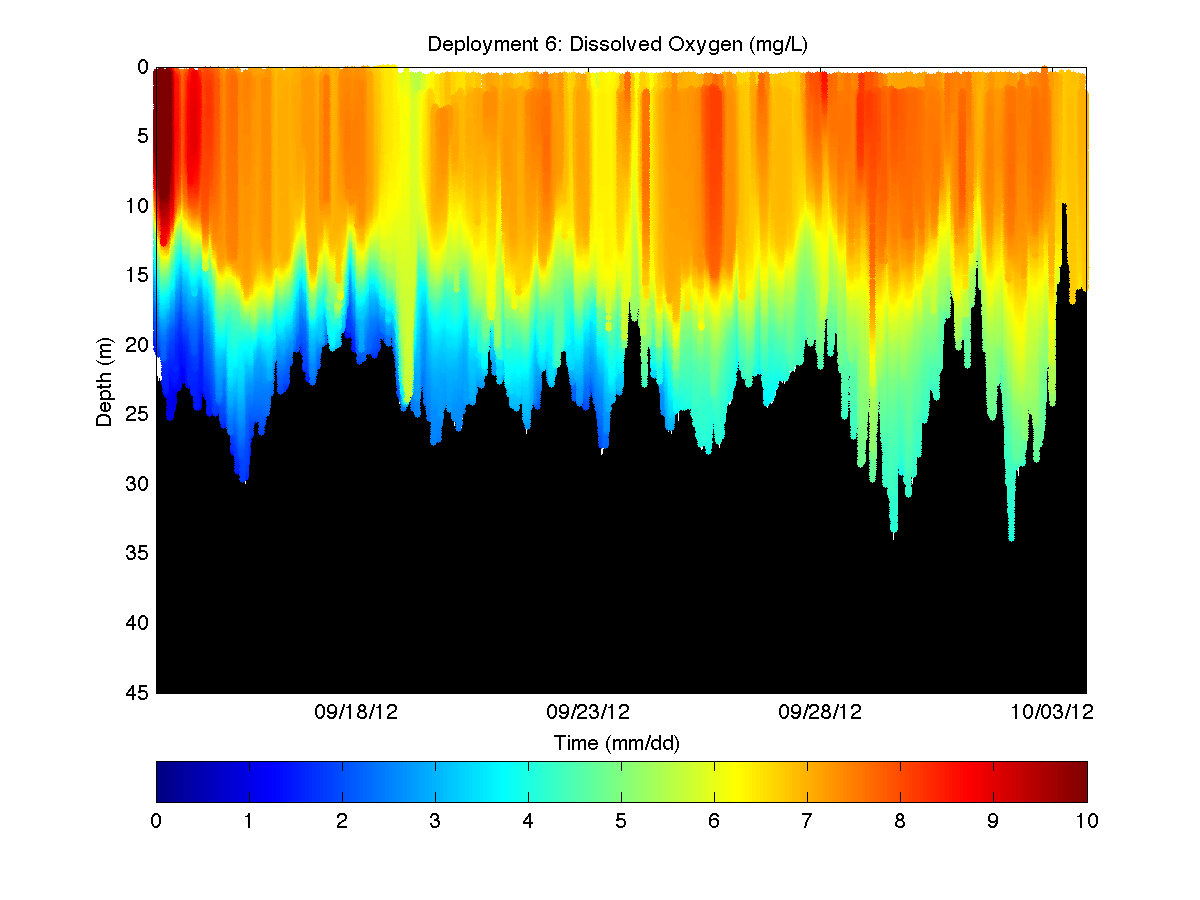 Deployment 6: Dissolved Oxygen (mg/L)
0
5
10
15
20
25
30
35
40
45
Depth (m)
09/18/12 09/23/12 09/28/12 10/03/12
Time (mm/dd)
0 1 2 3 4 5 6 7 8 9 10